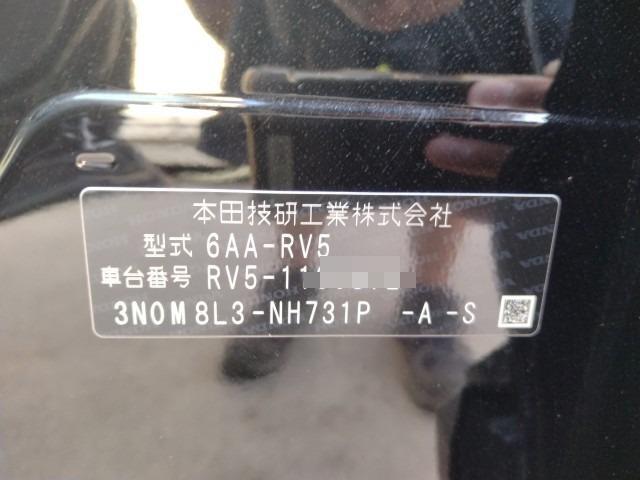 本田技研工業株式会社
型式 6AA-RV5
車台番号 RV5-11
3N0M8L3-NH731P -A-S